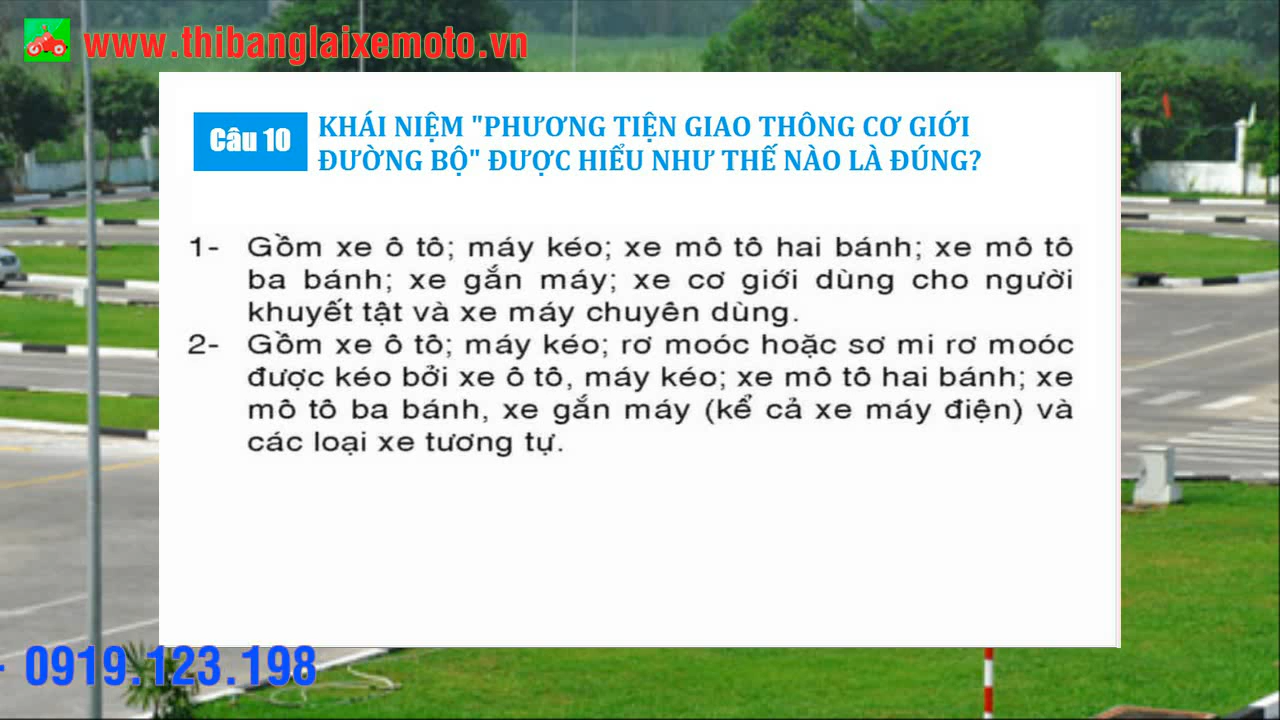 www.thibanglaixemoto.vn
Câu 10
KHÁI NIỆM "PHƯƠNG TIỆN GIAO THÔNG CƠ GIỚI
ĐƯỜNG BỘ" ĐƯỢC HIỂU NHƯ THẾ NÀO LÀ ĐÚNG?
1- Gồm xe ô tô; máy kéo; xe mô tô hai bánh; xe mô tô
ba bánh; xe gắn máy; xe cơ giới dùng cho người
khuyết tật và xe máy chuyên dùng.
2- Gồm xe ô tô; máy kéo; rơ moóc hoặc sơ mi rơ moóc
được kéo bởi xe ô tô, máy kéo; xe mô tô hai bánh; xe
mô tô ba bánh, xe gắn máy (kể cả xe máy điện) và
các loại xe tương tự.
- 0919.123.198